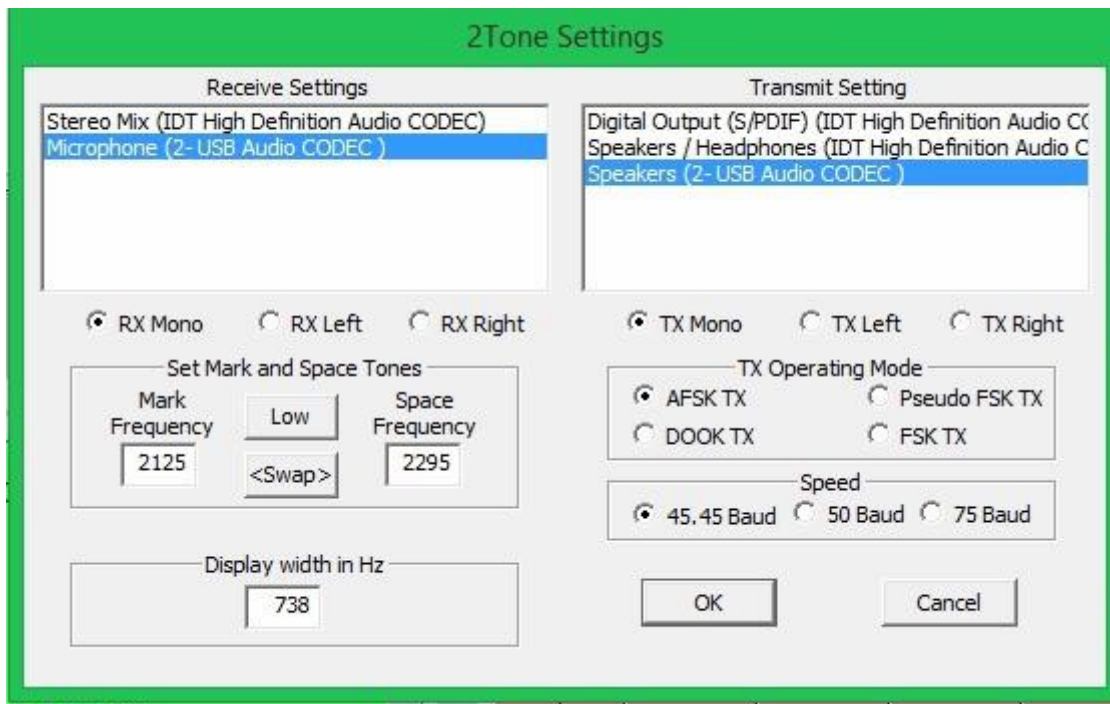 2Tone Settings
Receive Settings
Stereo Mix (IDT High Definition Audio CODEC)
Microphone (2- USB Audio CODEC )
RX Mono
RX Left
RX Right
Set Mark and Space Tones
Mark
Frequency
2125
Low
<Swap>
Space
Frequency
2295
Display width in Hz
738
Transmit Setting
Digital Output (S/PDIF) (IDT High Definition Audio CO
Speakers / Headphones (IDT High Definition Audio C
Speakers (2- USB Audio CODEC )
TX Mono
TX Left
TX Right
TX Operating Mode
AFSK TX
Pseudo FSK TX
DOOK TX
FSK TX
Speed
45.45 Baud
50 Baud
75 Baud
OK
Cancel